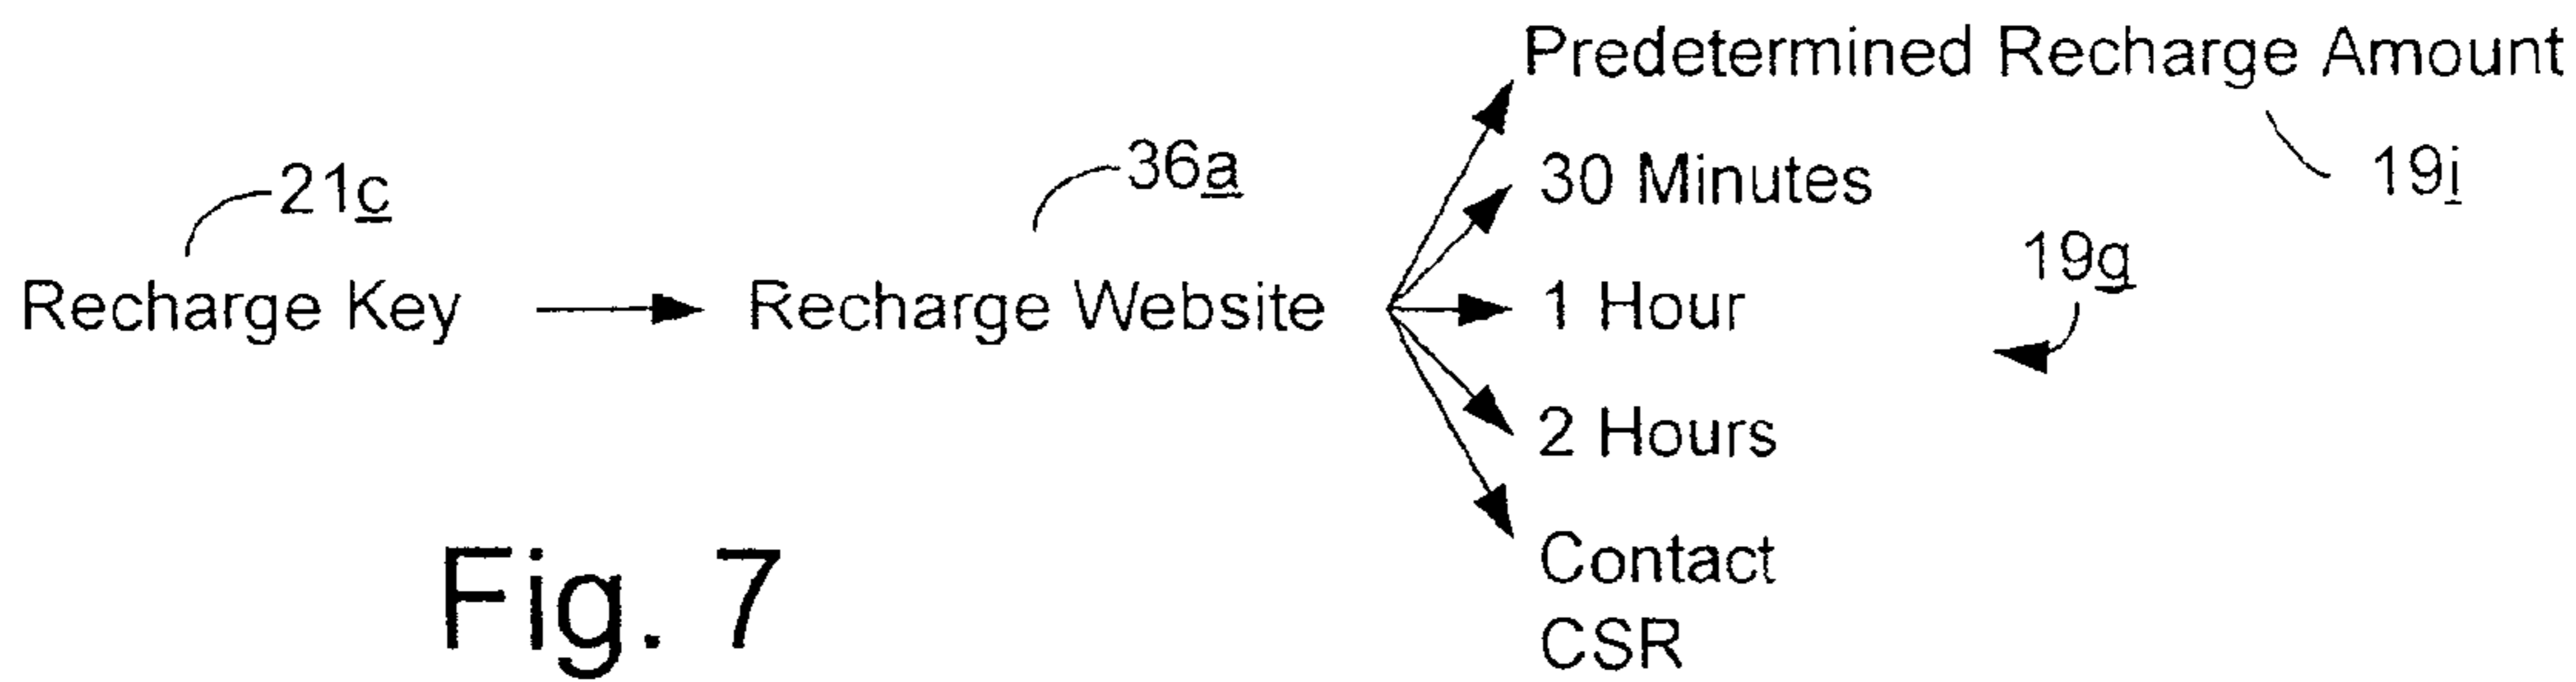 Predetermined Recharge Amount
36a
30 Minutes
19i
21c
19g
Recharge Key
Recharge Website
1 Hour
2 Hours
Contact
CSR
Fig. 7